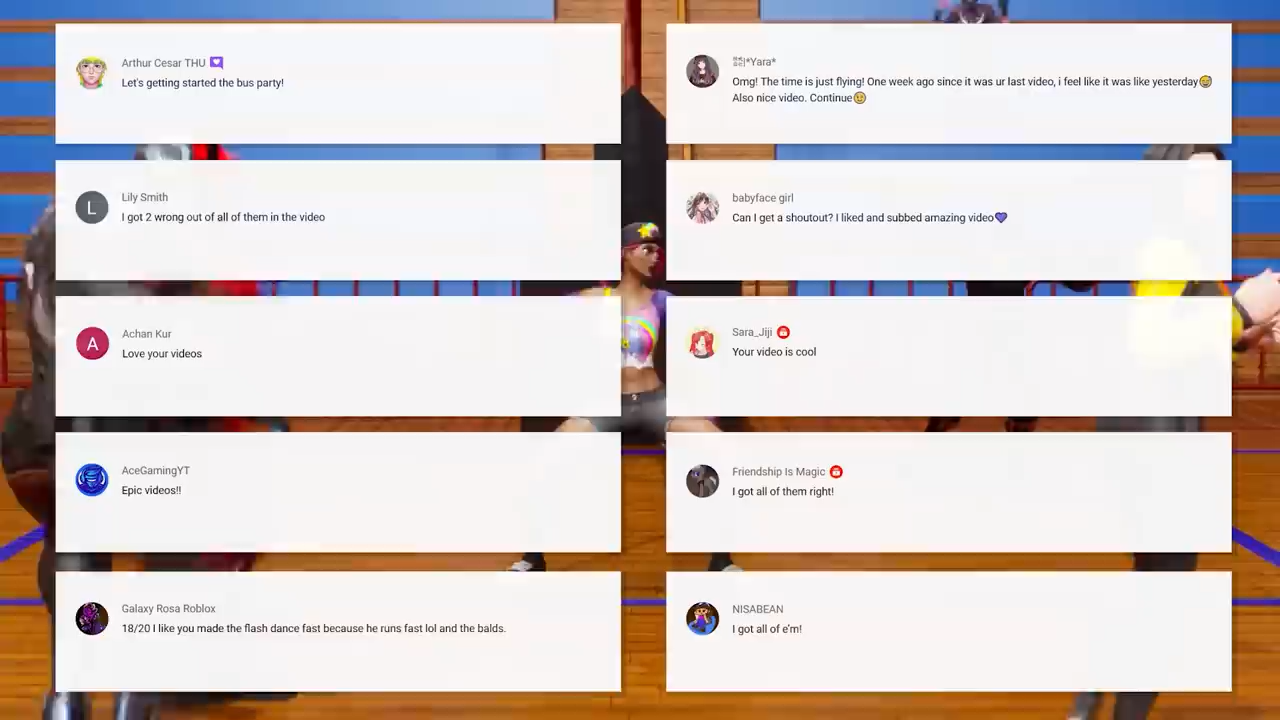 Arthur Cesar THU
Let's getting started the bus party!
Lily Smith
I got 2 wrong out of all of them in the video
Achan Kur
Love your videos
AceGamingYT
Epic videos!!
Galaxy Rosa Roblox
18/20 I like you made the flash dance fast because he runs fast lol and the balds.
*Yara*
Omg! The time is just flying! One week ago since it was ur last video, i feel like it was like yesterday😅
Also nice video. Continue😉
babyface girl
Can I get a shoutout? I liked and subbed amazing video💜
Sara_Jiji
Your video is cool
Friendship Is Magic
I got all of them right!
NISABEAN
I got all of e'm!
L
A